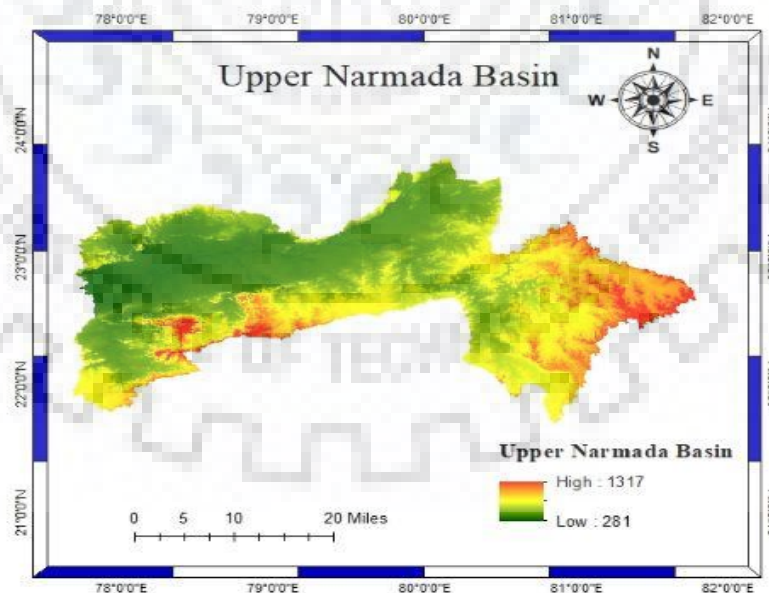 78°0'0"E 79°0'0"E 80°0'0"E 81°0'0"E 82°0'0"E
Upper Narmada Basin
N
W E
S
24°0'0"N
23°0'0"N
22°0'0"N
21°0'0"N
OF TECH
Upper Narmada Basin
High : 1317
Low : 281
0 5 10 20 Miles
78°0'0"E 79°0'0"E 80°0'0"E 81°0'0"E 82°0'0"E